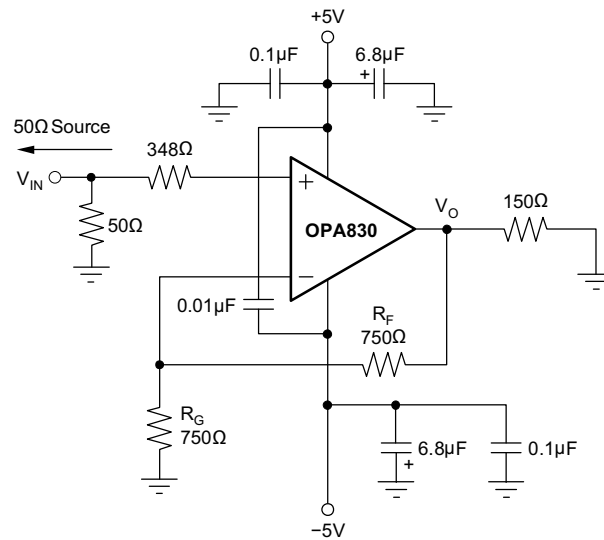 +5V
0.1µF
6.8µF
+
50Ω Source
348Ω
V_IN
+
50Ω
OPA830
V_O
150Ω
−
0.01µF
R_F
750Ω
R_G
750Ω
6.8µF
+
0.1µF
−5V